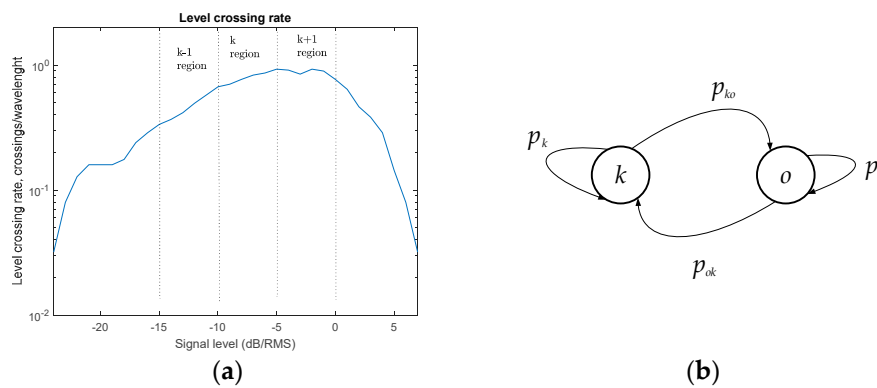 Level crossing rate
k-1
region
k
region
k+1
region
Level crossing rate, crossings/wavelenght
10^0
10^-1
10^-2
-20
-15
-10
-5
0
5
Signal level (dB/RMS)
(a)
p_ko
p_k
k
o
p
p_ok
(b)